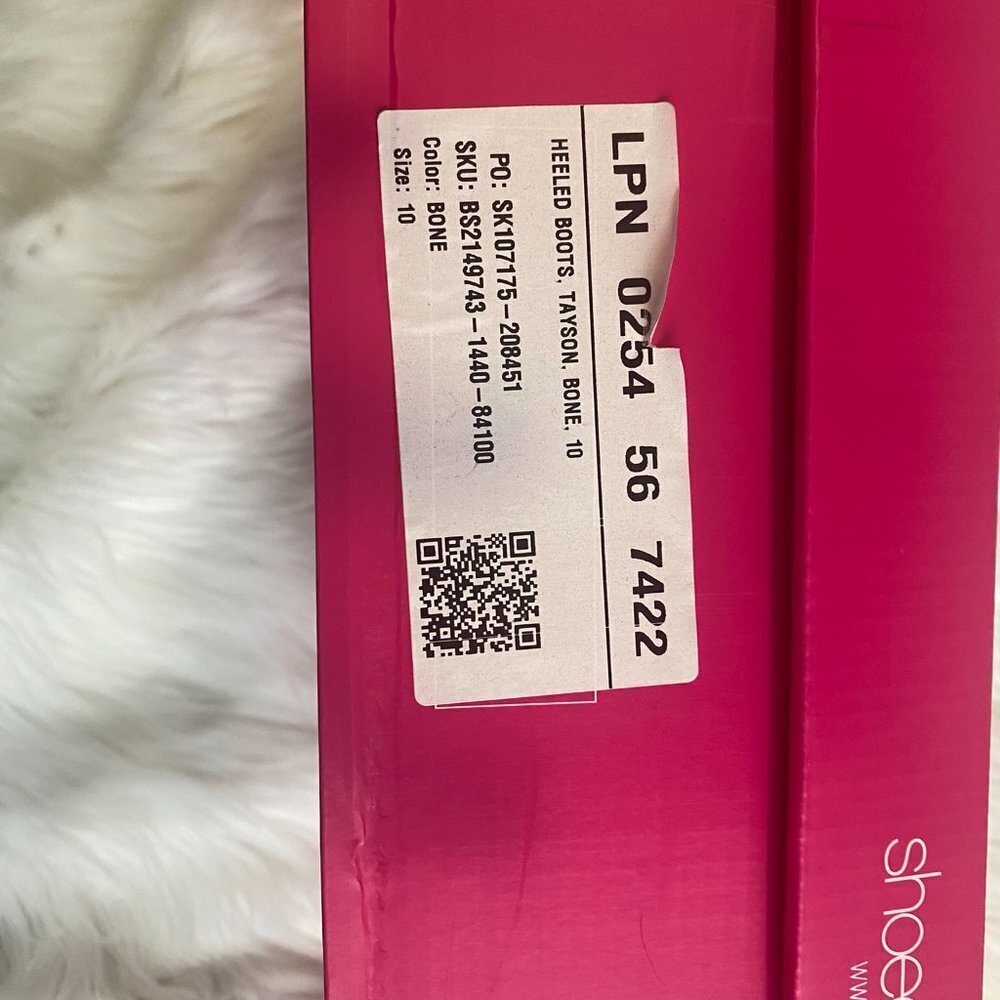 LPN 0254 56 7422
HEELED BOOTS, TAYSON, BONE, 10
PO: SK107175-208451
SKU: BS2149743-1440-84100
Color: BONE
Size: 10
shoe
ww